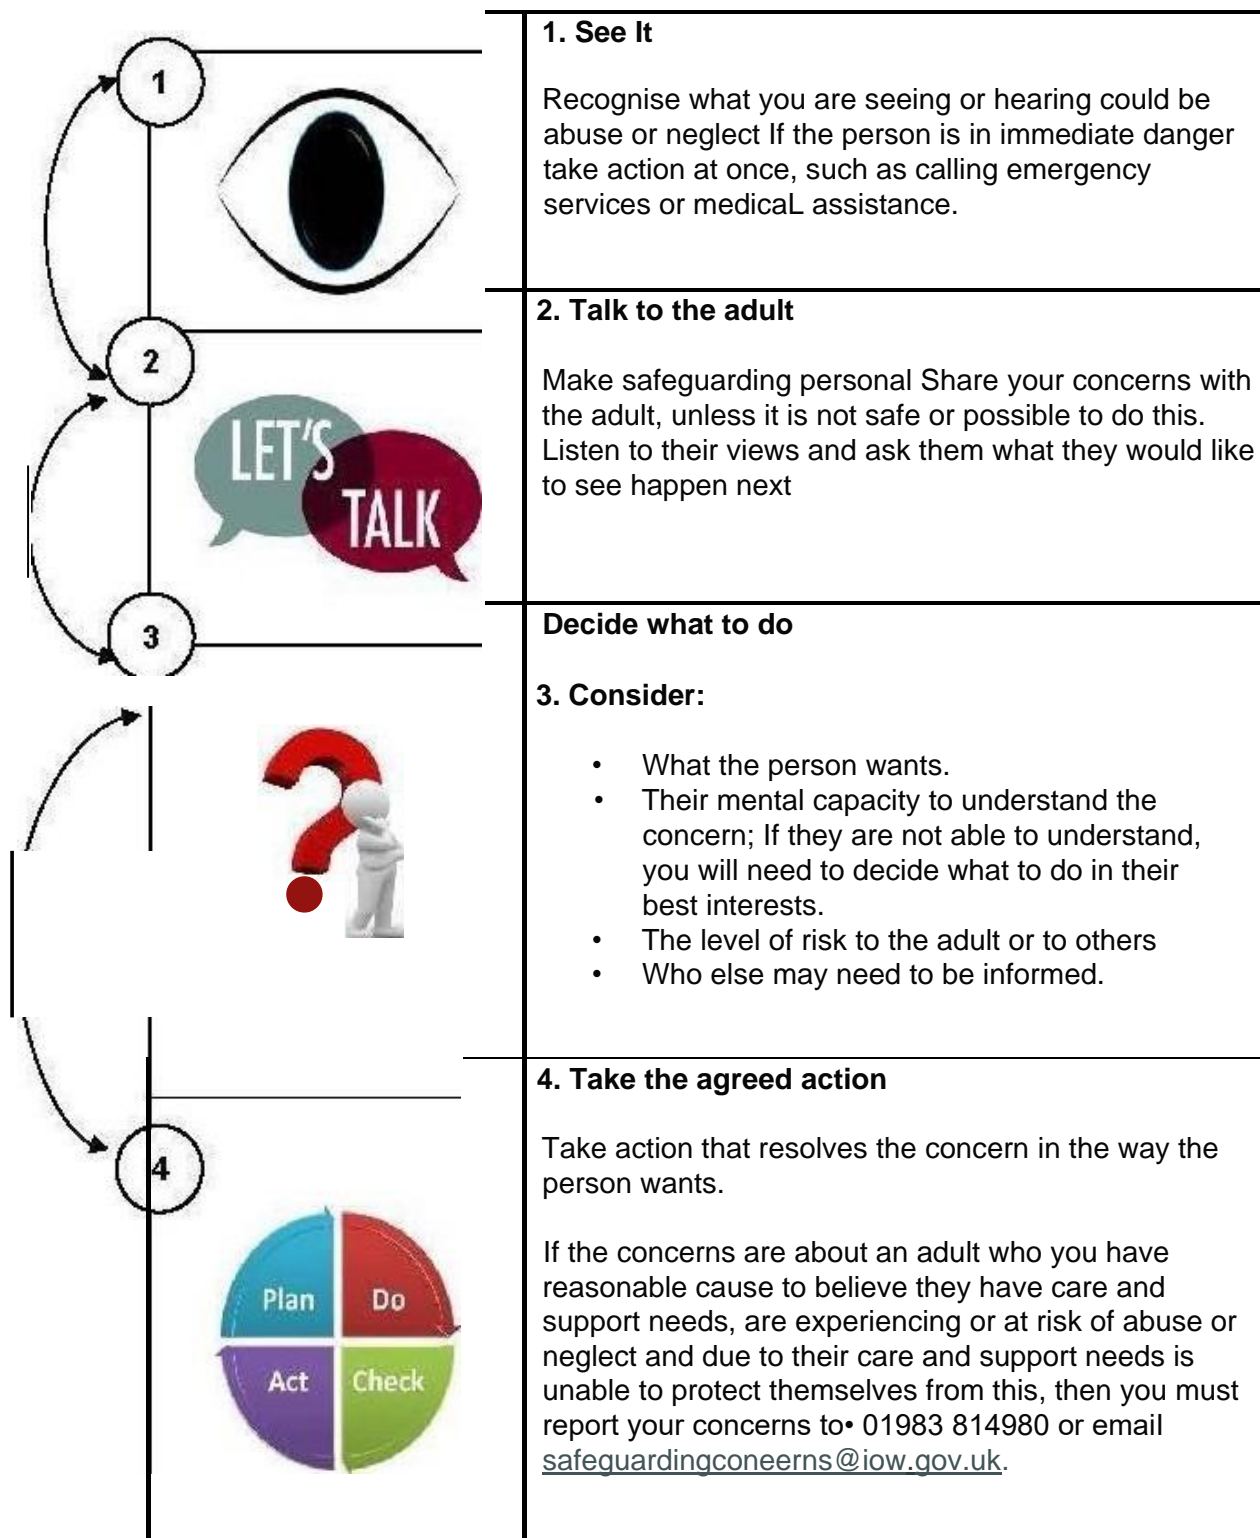 1
1. See It
Recognise what you are seeing or hearing could be
abuse or neglect If the person is in immediate danger
take action at once, such as calling emergency
services or medicaL assistance.
2
2. Talk to the adult
LET'S
TALK
Make safeguarding personal Share your concerns with
the adult, unless it is not safe or possible to do this.
Listen to their views and ask them what they would like
to see happen next
3
Decide what to do
3. Consider:
• What the person wants.
• Their mental capacity to understand the
concern; If they are not able to understand,
you will need to decide what to do in their
best interests.
• The level of risk to the adult or to others
• Who else may need to be informed.
4
4. Take the agreed action
Plan Do
Act Check
Take action that resolves the concern in the way the
person wants.
If the concerns are about an adult who you have
reasonable cause to believe they have care and
support needs, are experiencing or at risk of abuse or
neglect and due to their care and support needs is
unable to protect themselves from this, then you must
report your concerns to• 01983 814980 or email
safeguardingconeerns@iow.gov.uk.